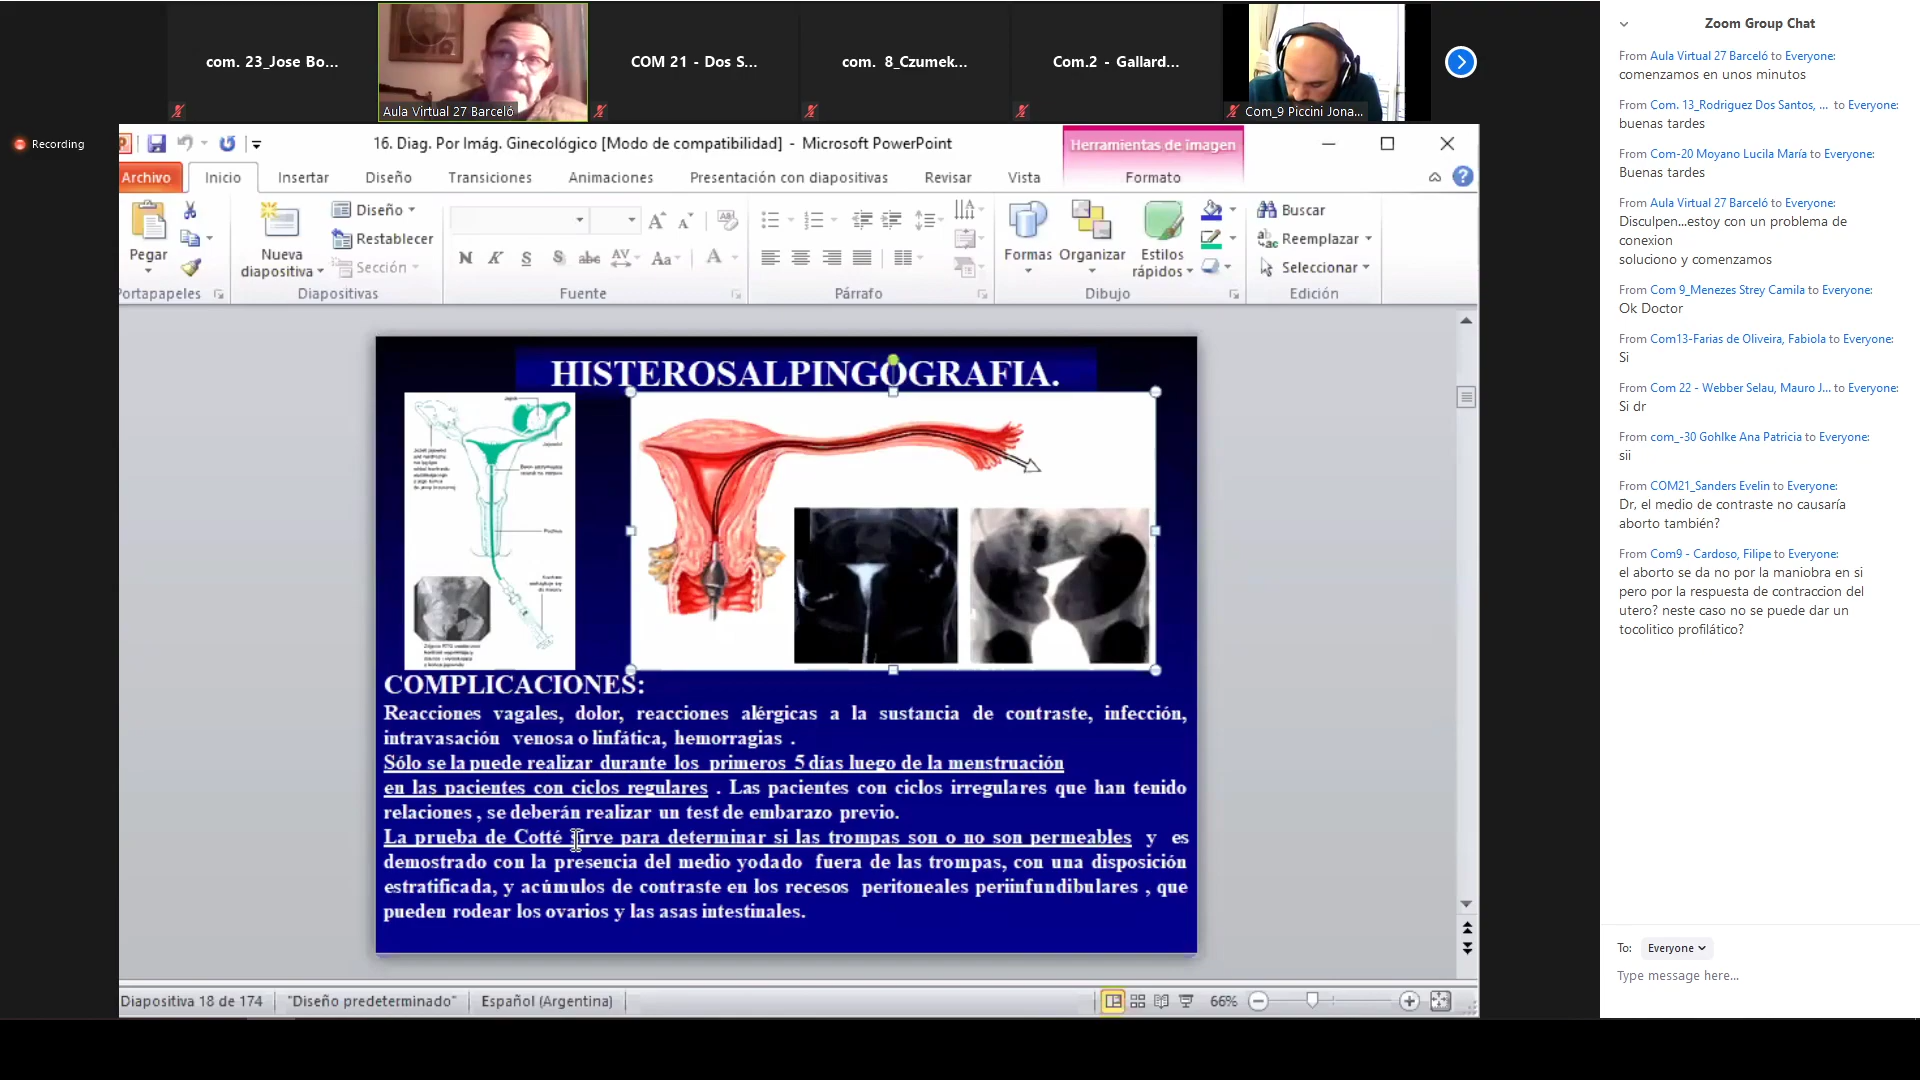 com. 23_Jose Bo...
Aula Virtual 27 Barceló
COM 21 - Dos S...
com. 8_Czumek...
Com.2 - Gallard...
Com_9 Piccini Jona...
Recording
16. Diag. Por Imág. Ginecológico [Modo de compatibilidad] - Microsoft PowerPoint
Herramientas de imagen
Archivo
Inicio
Insertar
Diseño
Transiciones
Animaciones
Presentación con diapositivas
Revisar
Vista
Formato
Pegar
Portapapeles
Nueva
diapositiva
Diseño
Restablecer
Sección
Diapositivas
N K S S abc AV Aa A
Fuente
Párrafo
Formas
Organizar
Estilos
rápidos
Dibujo
Buscar
Reemplazar
Seleccionar
Edición
HISTEROSALPINGOGRAFIA.
COMPLICACIONES:
Reacciones vagales, dolor, reacciones alérgicas a la sustancia de contraste, infección,
intravasación venosa o linfática, hemorragias .
Sólo se la puede realizar durante los primeros 5 días luego de la menstruación
en las pacientes con ciclos regulares . Las pacientes con ciclos irregulares que han tenido
relaciones , se deberán realizar un test de embarazo previo.
La prueba de Cotté sirve para determinar si las trompas son o no son permeables y es
demostrado con la presencia del medio yodado fuera de las trompas, con una disposición
estratificada, y acúmulos de contraste en los recesos peritoneales periinfundibulares , que
pueden rodear los ovarios y las asas intestinales.
Diapositiva 18 de 174
"Diseño predeterminado"
Español (Argentina)
66%
Zoom Group Chat
From Aula Virtual 27 Barceló to Everyone:
comenzamos en unos minutos
From Com. 13_Rodriguez Dos Santos, ... to Everyone:
buenas tardes
From Com-20 Moyano Lucila María to Everyone:
Buenas tardes
From Aula Virtual 27 Barceló to Everyone:
Disculpen...estoy con un problema de
conexion
soluciono y comenzamos
From Com 9_Menezes Strey Camila to Everyone:
Ok Doctor
From Com13-Farias de Oliveira, Fabiola to Everyone:
Si
From Com 22 - Webber Selau, Mauro J... to Everyone:
Si dr
From com_-30 Gohlke Ana Patricia to Everyone:
sii
From COM21_Sanders Evelin to Everyone:
Dr, el medio de contraste no causaría
aborto también?
From Com9 - Cardoso, Filipe to Everyone:
el aborto se da no por la maniobra en si
pero por la respuesta de contraccion del
utero? neste caso no se puede dar un
tocolitico profilático?
To: Everyone
Type message here...